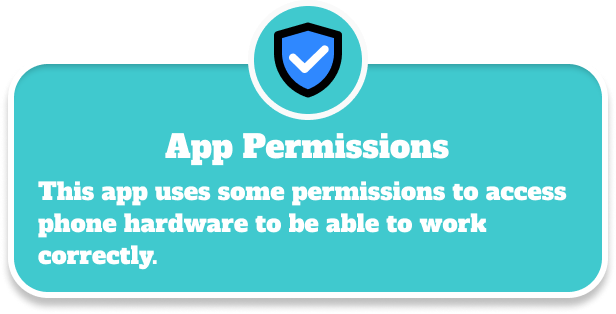 App Permissions
This app uses some permissions to access
phone hardware to be able to work
correctly.